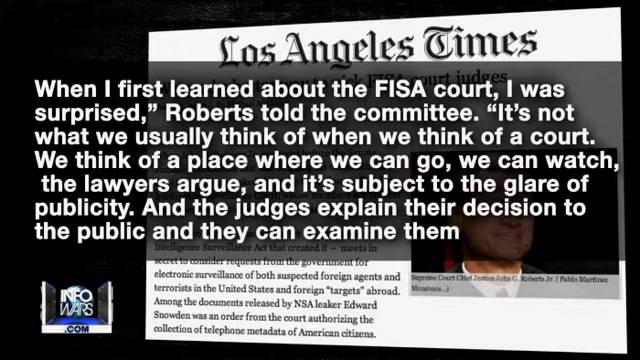 Los Angeles Times
court judges
When I first learned about the FISA court, I was
surprised,” Roberts told the committee. “It’s not
what we usually think of when we think of a court.
We think of a place where we can go, we can watch,
the lawyers argue, and it’s subject to the glare of
publicity. And the judges explain their decision to
the public and they can examine them
Intelligence Surveillance Act that created it — meets in
secret to consider requests from the government for
electronic surveillance of both suspected foreign agents and
terrorists in the United States and foreign “targets” abroad.
Among the documents released by NSA leaker Edward
Snowden was an order from the court authorizing the
collection of telephone metadata of American citizens.
Supreme Court Chief Justice John G. Roberts Jr. ( Pablo Martinez
Monsivais...)
INFO
WARS
.COM